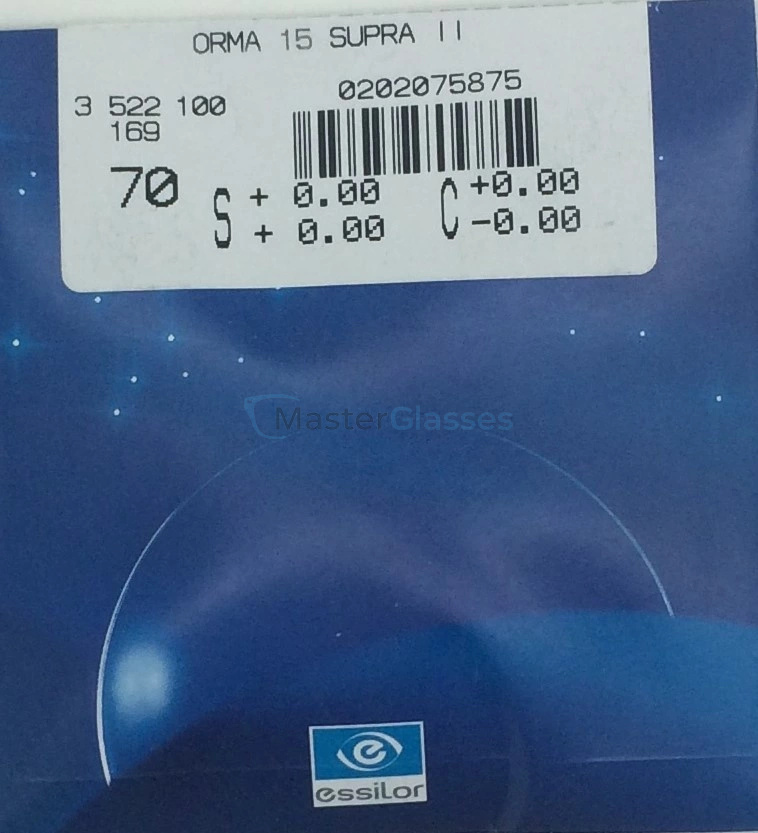 ORMA 15 SUPRA II
0202075875
3 522 100
169
70
S + 0.00 C +0.00
+ 0.00 -0.00
MasterGlasses
essilor